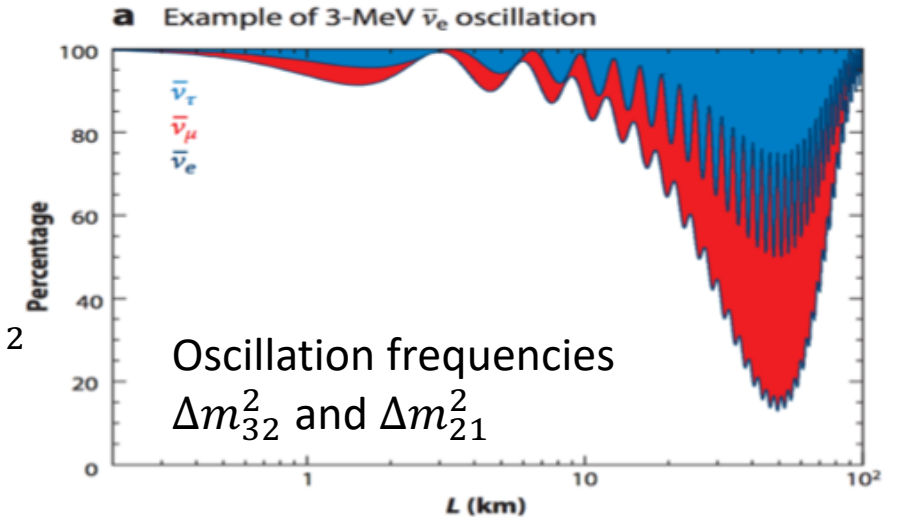 a Example of 3-MeV ν̅e oscillation
100
80
60
40
20
0
Percentage
ν̅τ
ν̅μ
ν̅e
2
Oscillation frequencies
Δm²₃₂ and Δm²₂₁
1
10
10²
L (km)